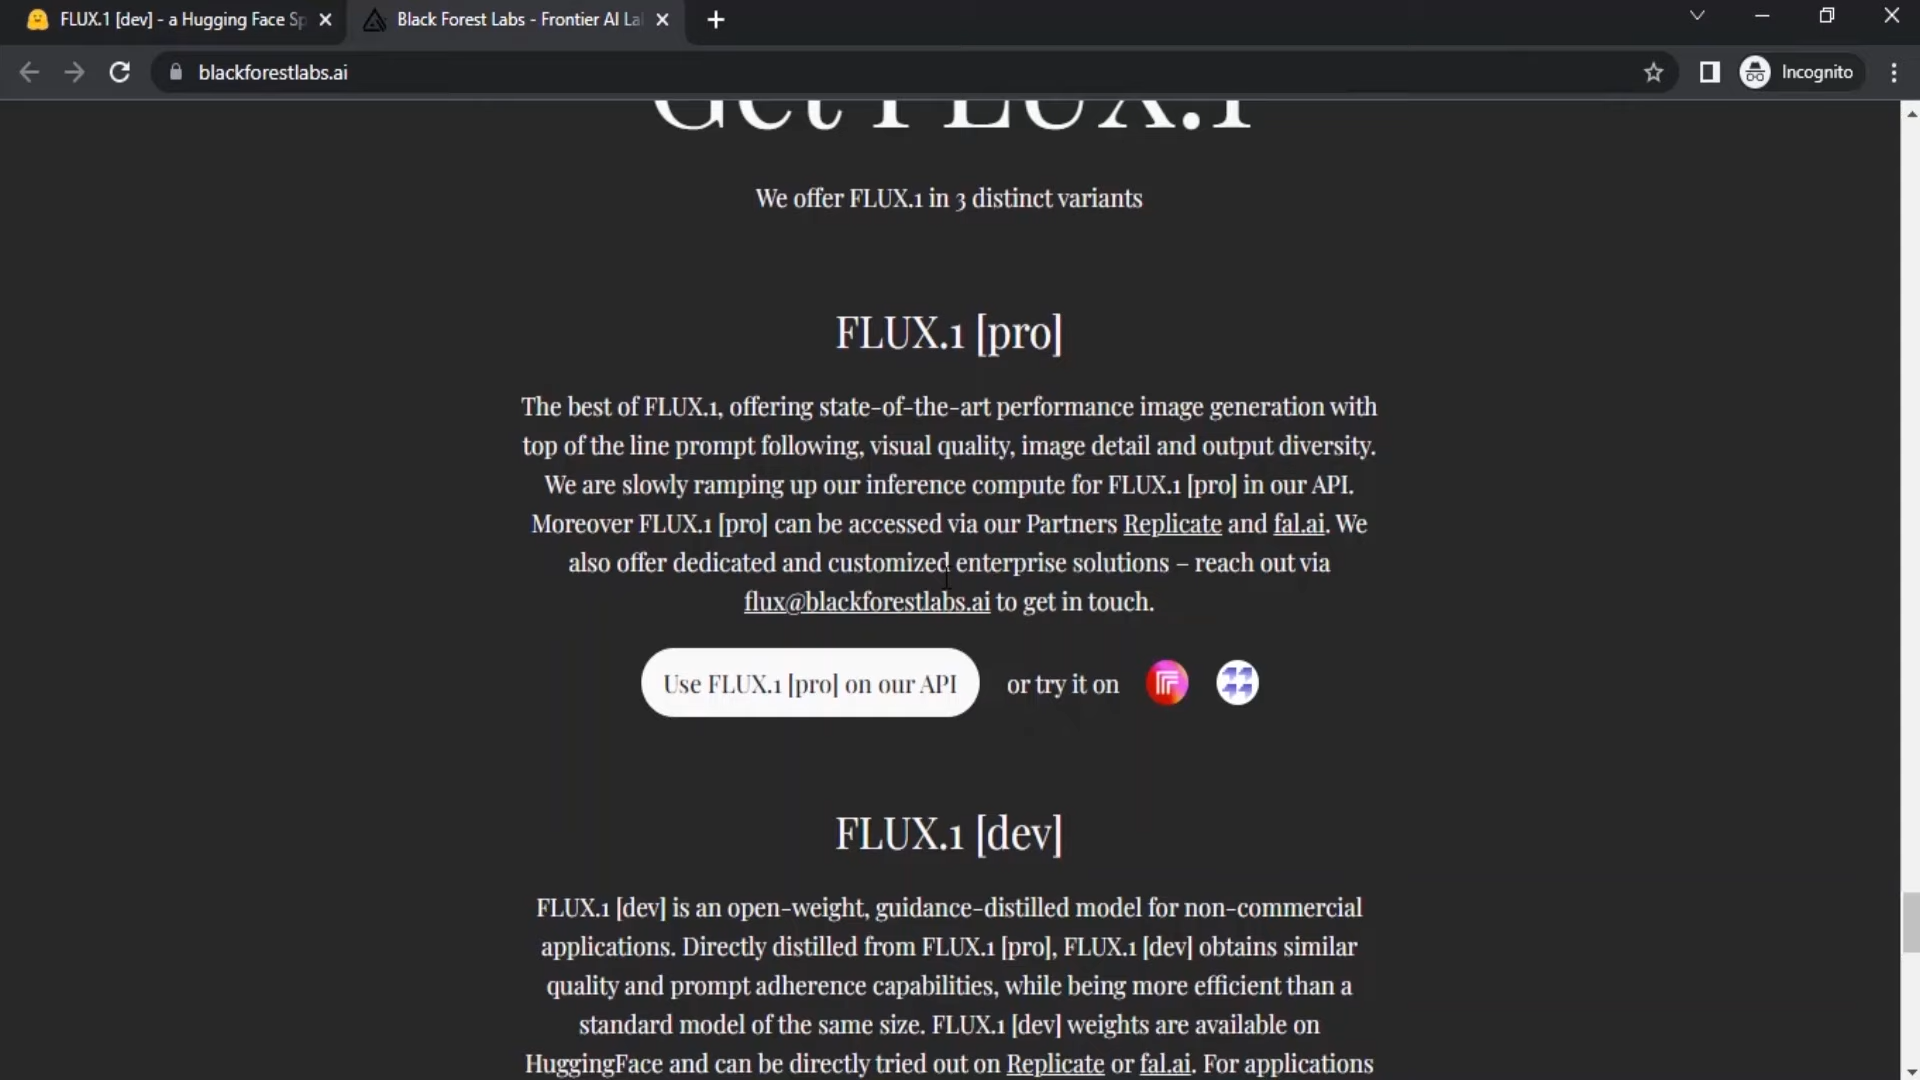 FLUX.1 [dev] - a Hugging Face Sp
Black Forest Labs - Frontier AI La
blackforestlabs.ai
Incognito
Get FLUX.1
We offer FLUX.1 in 3 distinct variants
FLUX.1 [pro]
The best of FLUX.1, offering state-of-the-art performance image generation with
top of the line prompt following, visual quality, image detail and output diversity.
We are slowly ramping up our inference compute for FLUX.1 [pro] in our API.
Moreover FLUX.1 [pro] can be accessed via our Partners Replicate and fal.ai. We
also offer dedicated and customized enterprise solutions – reach out via
flux@blackforestlabs.ai to get in touch.
Use FLUX.1 [pro] on our API or try it on
FLUX.1 [dev]
FLUX.1 [dev] is an open-weight, guidance-distilled model for non-commercial
applications. Directly distilled from FLUX.1 [pro], FLUX.1 [dev] obtains similar
quality and prompt adherence capabilities, while being more efficient than a
standard model of the same size. FLUX.1 [dev] weights are available on
HuggingFace and can be directly tried out on Replicate or fal.ai. For applications